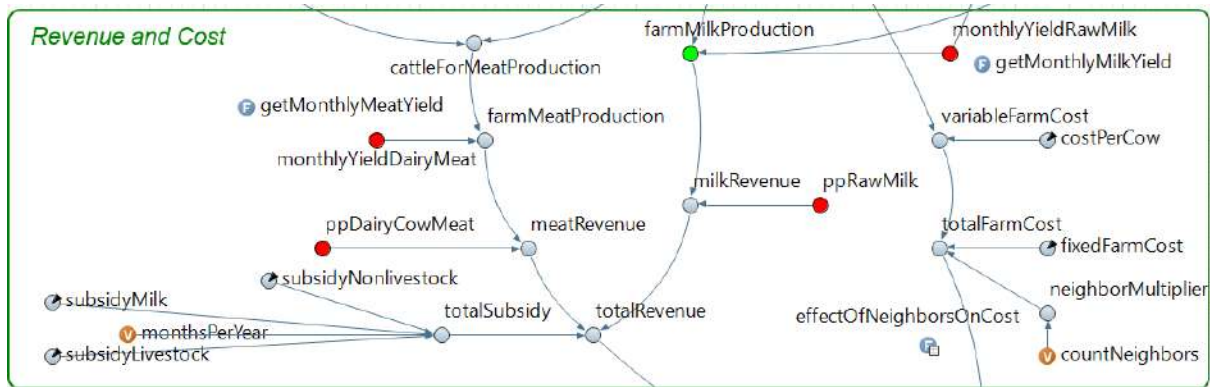 Revenue and Cost
farmMilkProduction
monthlyYieldRawMilk
F getMonthlyMilkYield
cattleForMeatProduction
F getMonthlyMeatYield
farmMeatProduction
variableFarmCost
costPerCow
monthlyYieldDairyMeat
milkRevenue
ppRawMilk
ppDairyCowMeat
meatRevenue
totalFarmCost
fixedFarmCost
subsidyNonlivestock
subsidyMilk
totalSubsidy
totalRevenue
effectOfNeighborsOnCost
F
neighborMultiplier
V monthsPerYear
subsidyLivestock
V countNeighbors